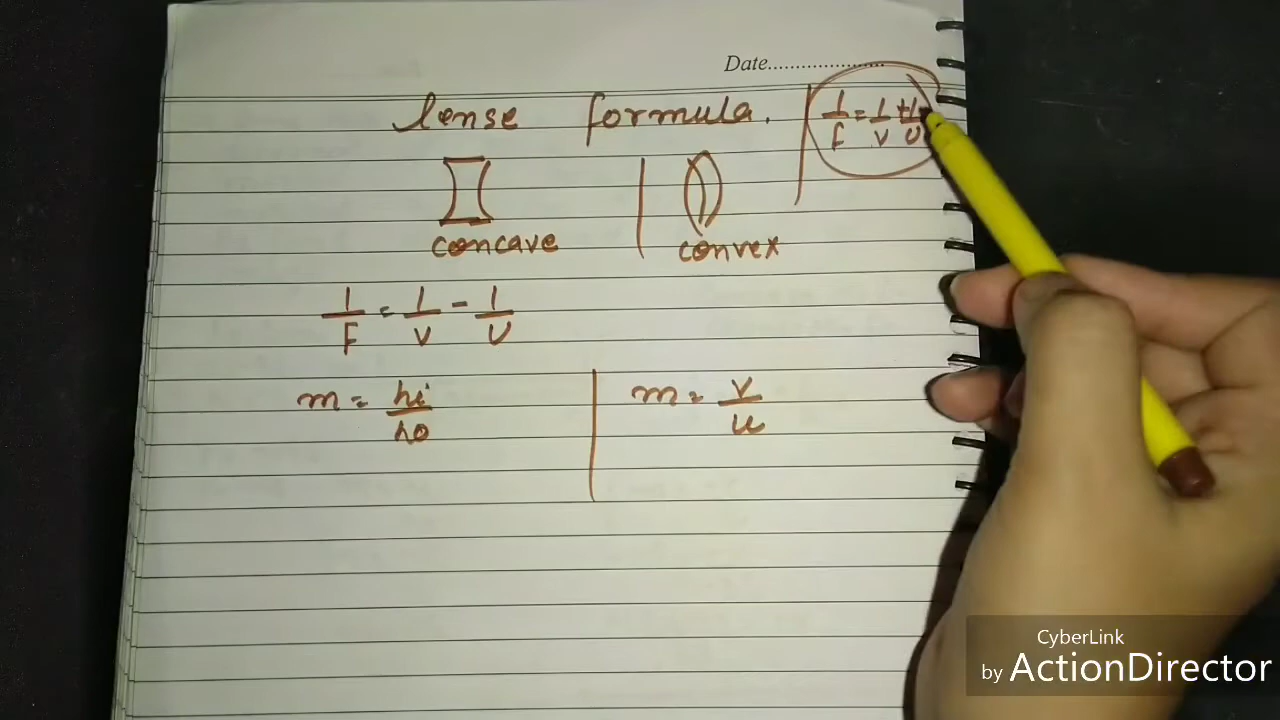 Date....................
lense formula.
1/F = 1/V + 1/U
concave
convex
1/F = 1/V - 1/U
m = hi/ho
m = v/u
CyberLink
by ActionDirector